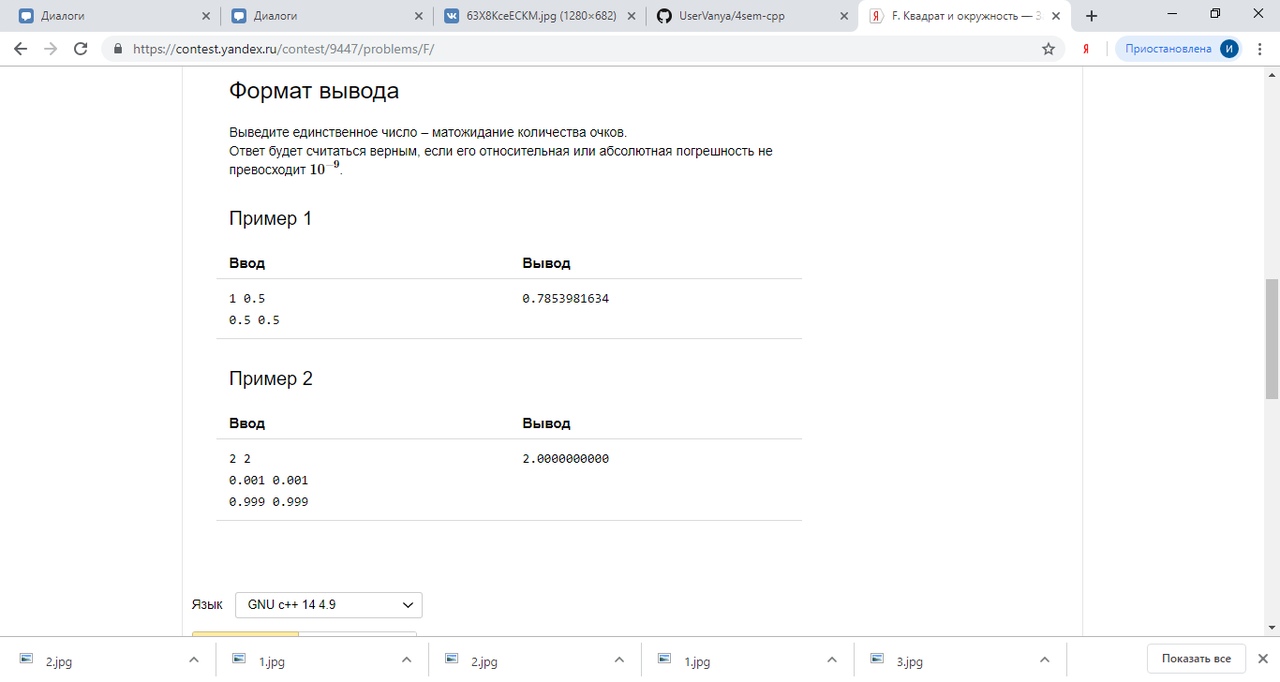 Диалоги
Диалоги
63X8KceECKM.jpg (1280×682)
UserVanya/4sem-cpp
F. Квадрат и окружность — З
https://contest.yandex.ru/contest/9447/problems/F/
Я
Приостановлена
И
Формат вывода
Выведите единственное число – матожидание количества очков.
Ответ будет считаться верным, если его относительная или абсолютная погрешность не
превосходит 10⁻⁹.
Пример 1
Ввод Вывод
1 0.5 0.7853981634
0.5 0.5
Пример 2
Ввод Вывод
2 2 2.0000000000
0.001 0.001
0.999 0.999
Язык GNU c++ 14 4.9
2.jpg
1.jpg
2.jpg
1.jpg
3.jpg
Показать все